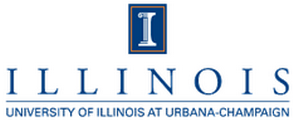 I
ILLINOIS
UNIVERSITY OF ILLINOIS AT URBANA-CHAMPAIGN